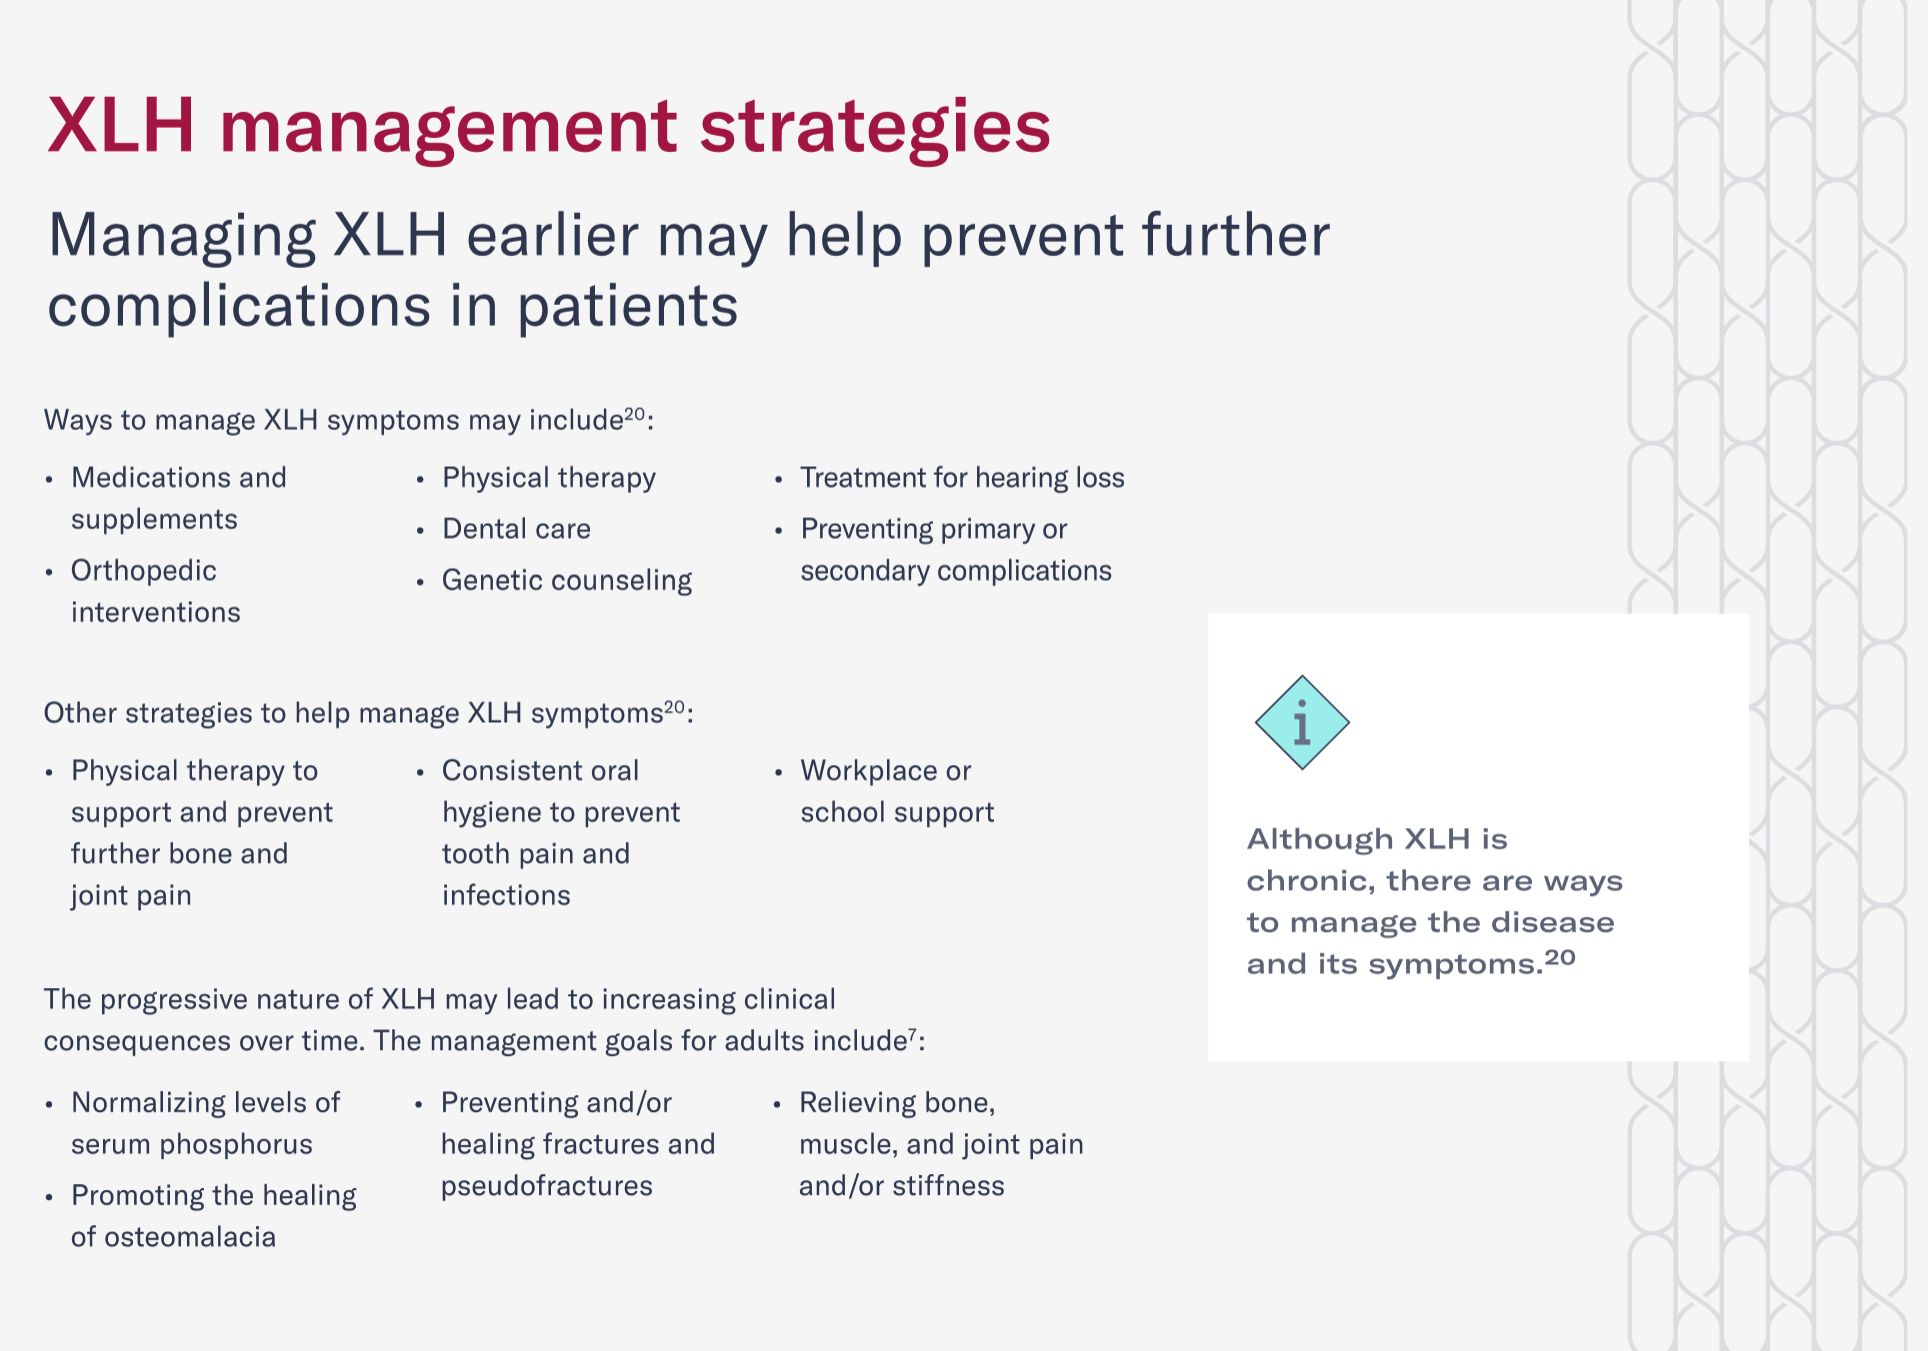 XLH management strategies
Managing XLH earlier may help prevent further
complications in patients
Ways to manage XLH symptoms may include²⁰:
• Medications and
supplements
• Orthopedic
interventions
• Physical therapy
• Dental care
• Genetic counseling
• Treatment for hearing loss
• Preventing primary or
secondary complications
Other strategies to help manage XLH symptoms²⁰:
• Physical therapy to
support and prevent
further bone and
joint pain
• Consistent oral
hygiene to prevent
tooth pain and
infections
• Workplace or
school support
The progressive nature of XLH may lead to increasing clinical
consequences over time. The management goals for adults include⁷:
• Normalizing levels of
serum phosphorus
• Promoting the healing
of osteomalacia
• Preventing and/or
healing fractures and
pseudofractures
• Relieving bone,
muscle, and joint pain
and/or stiffness
i
Although XLH is
chronic, there are ways
to manage the disease
and its symptoms.²⁰